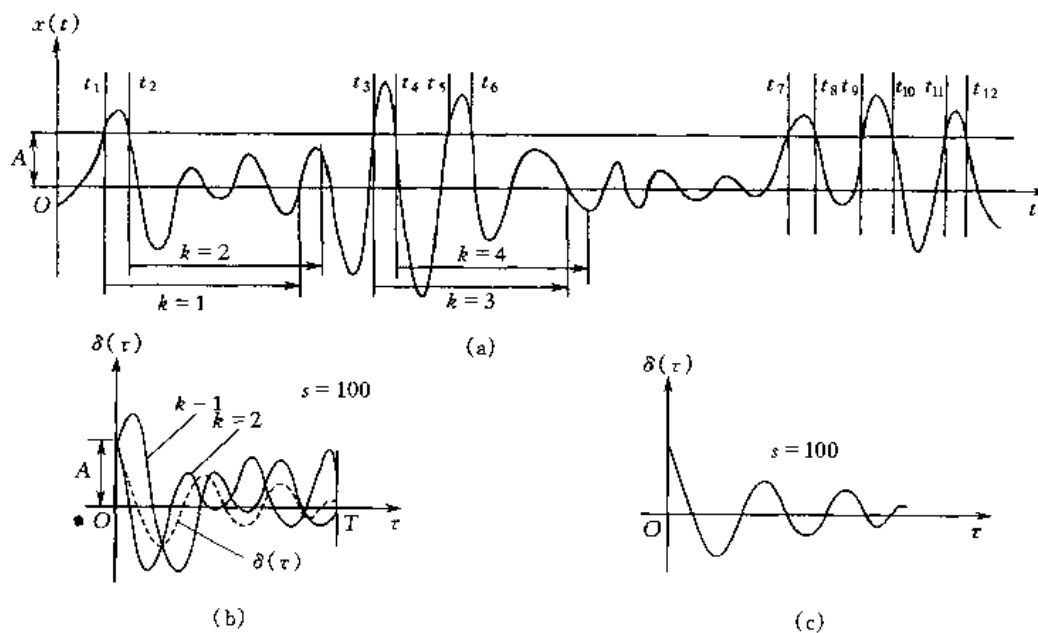 x(t)
t₁ t₂ t₃ t₄ t₅ t₆ t₇ t₈ t₉ t₁₀ t₁₁ t₁₂
A
O t
k = 2 k = 4
k = 1 k = 3
(a)
δ(τ) δ(τ)
s = 100
k - 1
k = 2
A s = 100
O T τ O τ
δ(τ)
(b) (c)